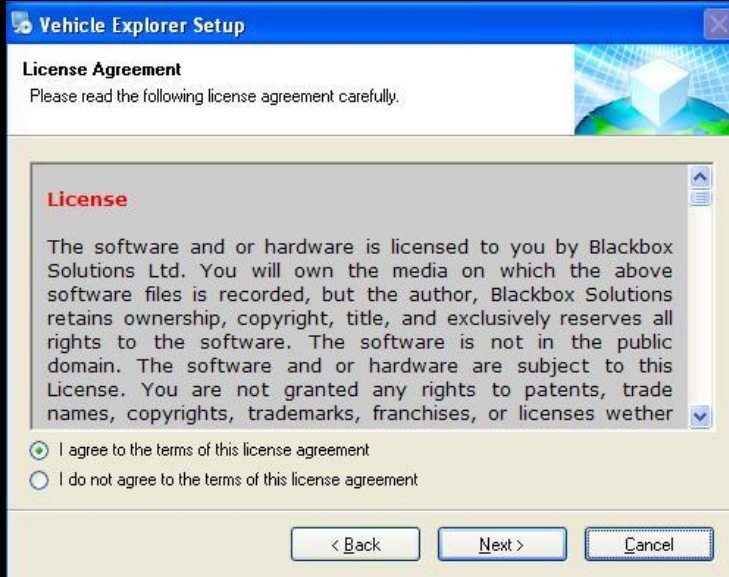 Vehicle Explorer Setup
License Agreement
Please read the following license agreement carefully.
License
The software and or hardware is licensed to you by Blackbox
Solutions Ltd. You will own the media on which the above
software files is recorded, but the author, Blackbox Solutions
retains ownership, copyright, title, and exclusively reserves all
rights to the software. The software is not in the public
domain. The software and or hardware are subject to this
License. You are not granted any rights to patents, trade
names, copyrights, trademarks, franchises, or licenses wether
I agree to the terms of this license agreement
I do not agree to the terms of this license agreement
< Back
Next >
Cancel